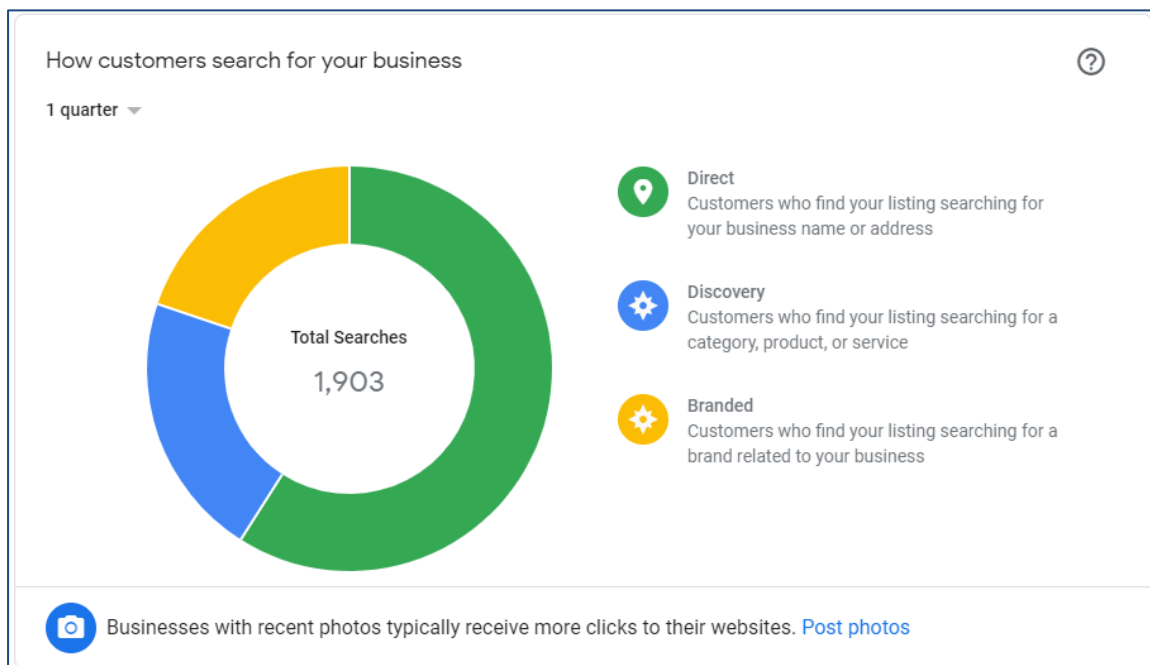 How customers search for your business
1 quarter
Total Searches
1,903
Direct
Customers who find your listing searching for
your business name or address
Discovery
Customers who find your listing searching for a
category, product, or service
Branded
Customers who find your listing searching for a
brand related to your business
Businesses with recent photos typically receive more clicks to their websites. Post photos